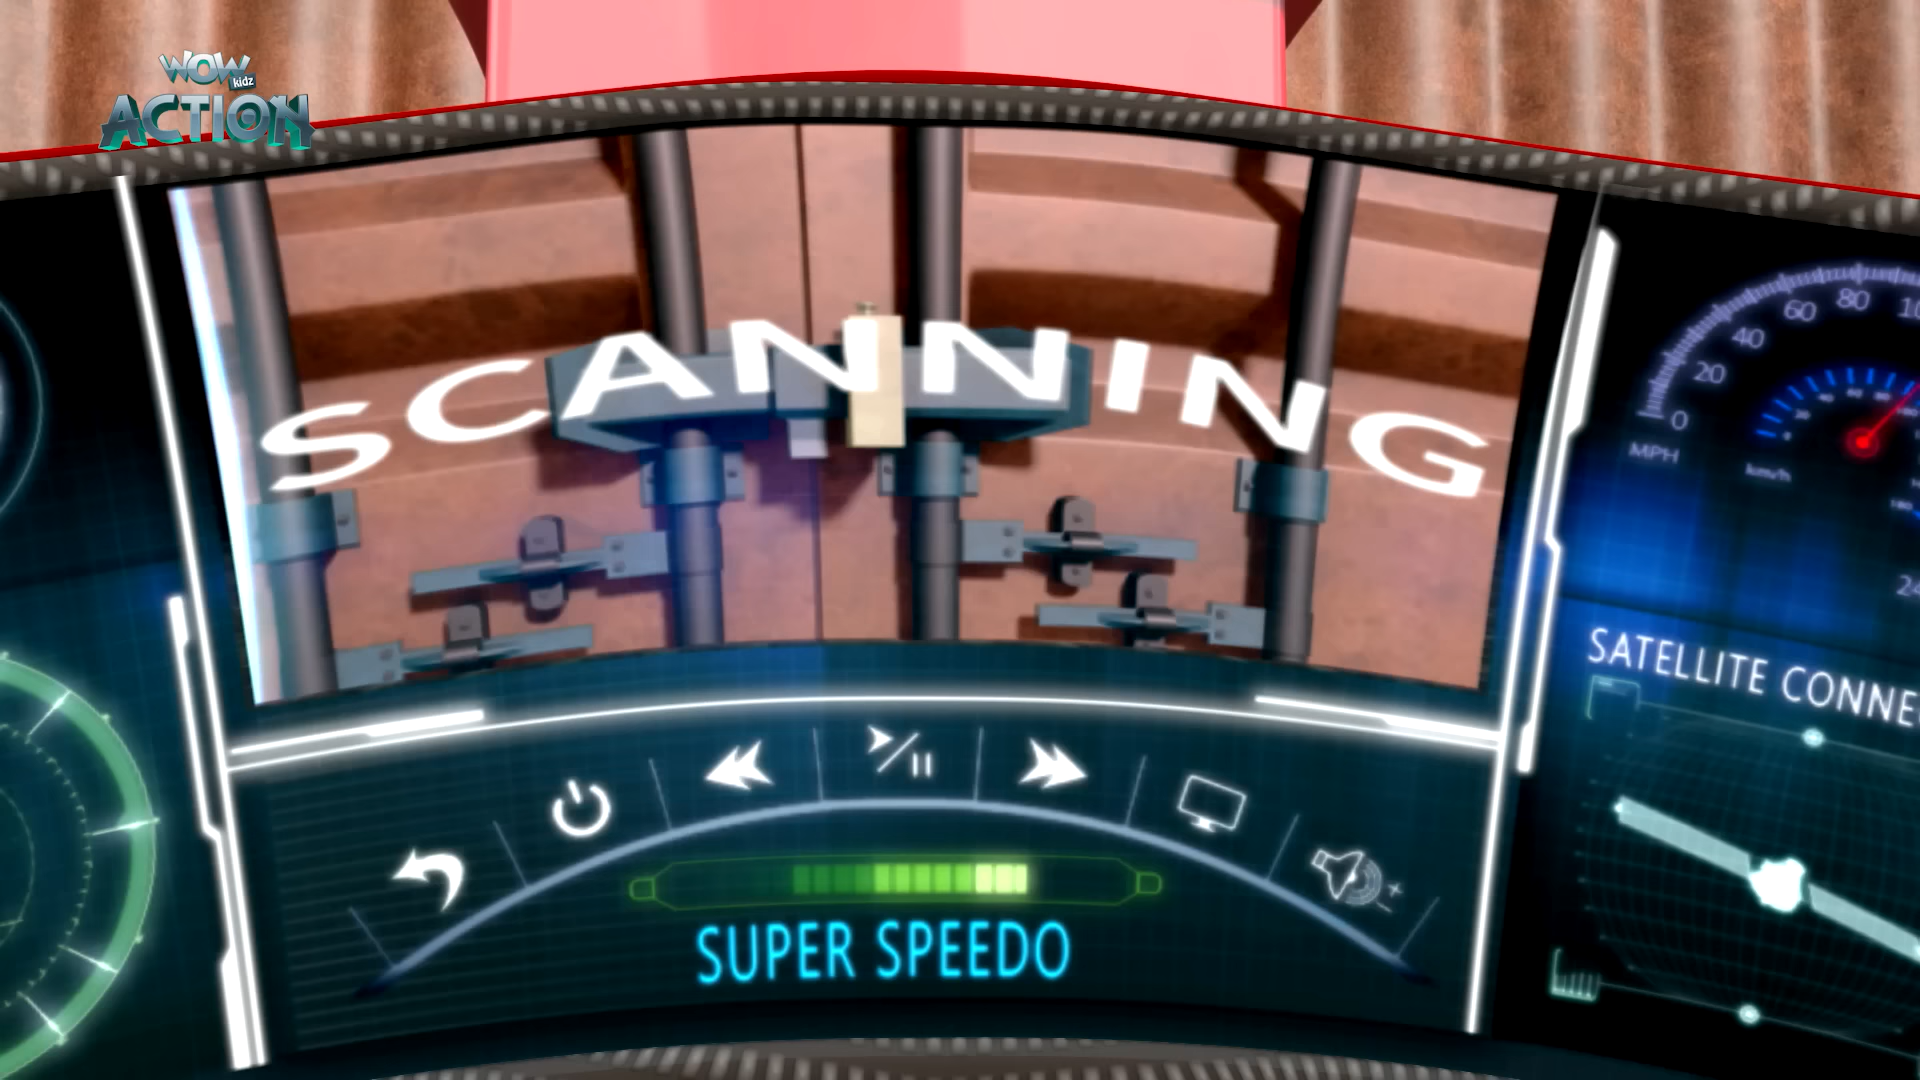 WOW
kidz
ACTION
SCANNING
0 20 40 60 80
MPH
km/h
SATELLITE CONNE
SUPER SPEEDO